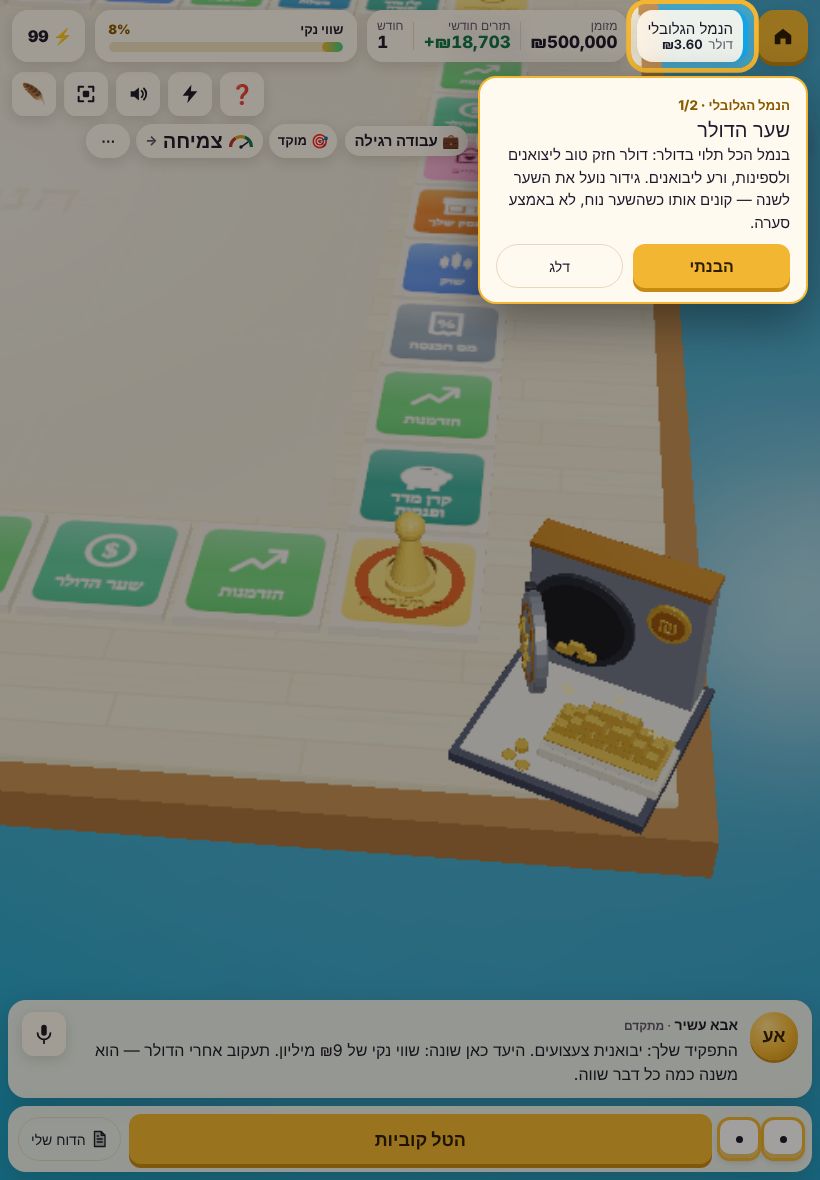 הנמל הגלובלי
דולר ₪3.60
מזומן
₪500,000
תזרים חודשי
+₪18,703
חודש
1
שווי נקי
8%
99
עבודה רגילה
מוקד
צמיחה
הנמל הגלובלי · 1/2
שער הדולר
בנמל הכל תלוי בדולר: דולר חזק טוב ליצואנים
ולספינות, ורע ליבואנים. גידור נועל את השער
לשנה — קונים אותו כשהשער נוח, לא באמצע
סערה.
הבנתי
דלג
שוק
מס הכנסה
הזדמנות
קרן מדד
ופנסיות
שער הדולר
הזדמנות
אע
אבא עשיר · מתקדם
התפקיד שלך: יבואנית צעצועים. היעד כאן שונה: שווי נקי של ₪9 מיליון. תעקוב אחרי הדולר — הוא
משנה כמה כל דבר שווה.
הטל קוביות
הדוח שלי